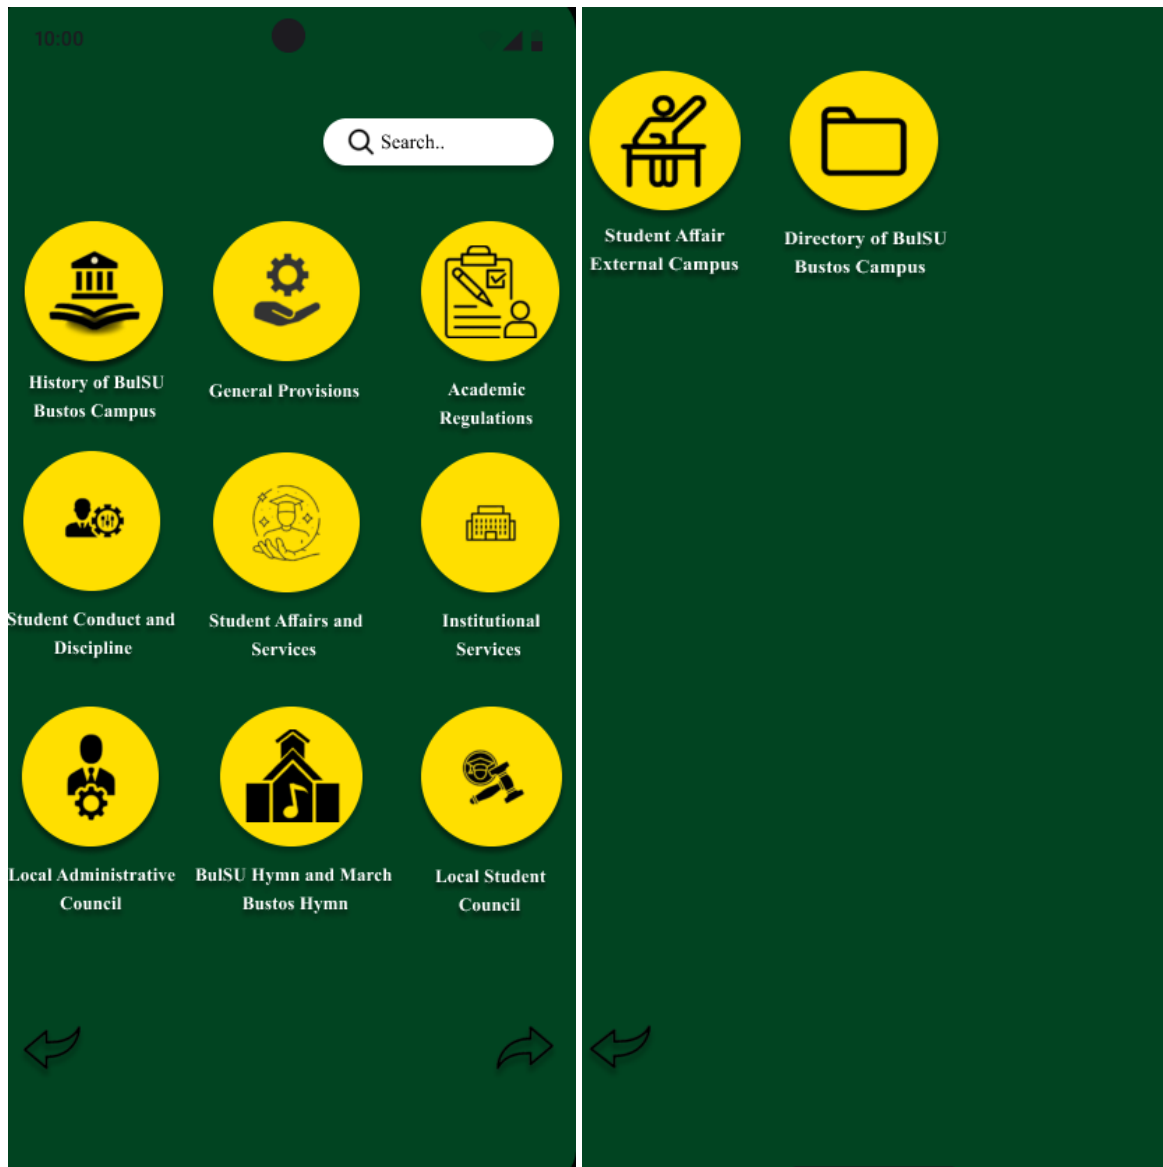 10:00
Search..
History of BulSU
Bustos Campus
General Provisions
Academic
Regulations
Student Conduct and
Discipline
Student Affairs and
Services
Institutional
Services
Local Administrative
Council
BulSU Hymn and March
Bustos Hymn
Local Student
Council
Student Affair
External Campus
Directory of BulSU
Bustos Campus